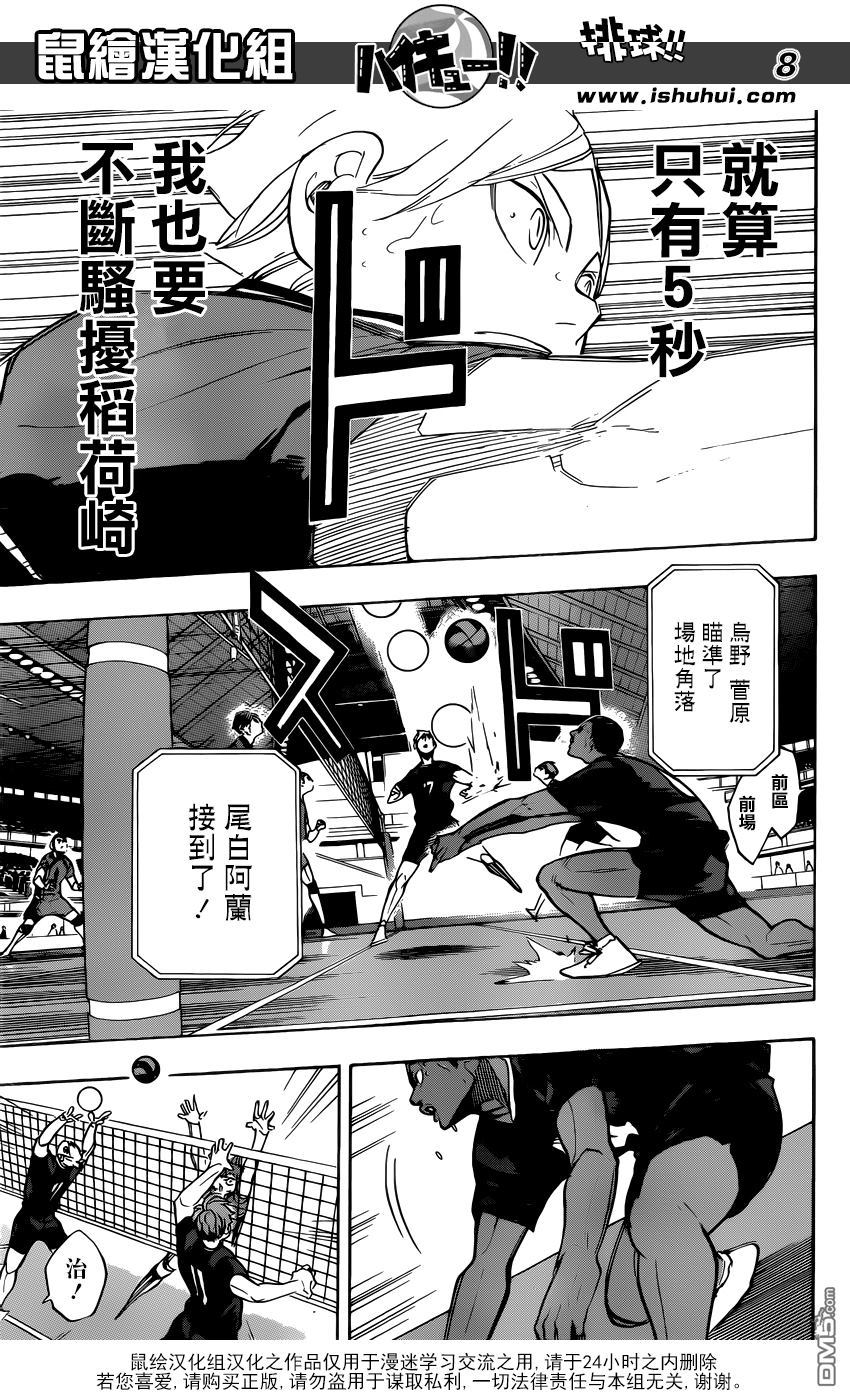 鼠繪漢化組
ハイキュー!!
排球!!
8
www.ishuhui.com
就算
只有5秒
我也要
不斷騷擾稻荷崎
ドッ
烏野 菅原
瞄準了
場地角落
前區
前場
尾白阿蘭
接到了!
7
治!
11
鼠绘汉化组汉化之作品仅用于漫迷学习交流之用, 请于24小时之内删除
若您喜爱, 请购买正版, 请勿用于谋取私利, 一切法律责任与本组无关, 谢谢.
DM5.com